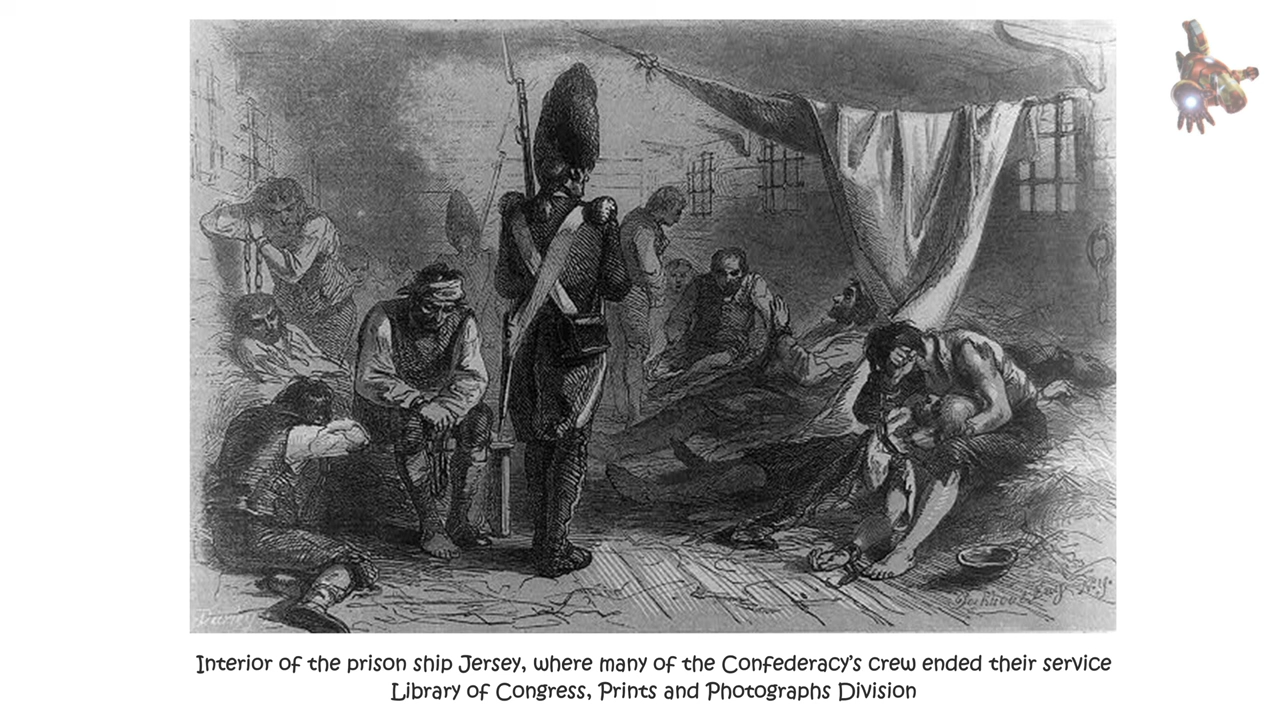 Darley
Interior of the prison ship Jersey, where many of the Confederacy's crew ended their service
Library of Congress, Prints and Photographs Division